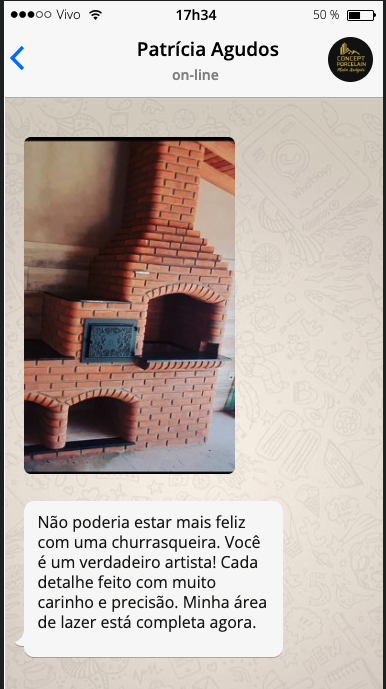 Vivo
17h34
50 %
Patrícia Agudos
on-line
CONCEPT
PORCELAIN
Não poderia estar mais feliz
com uma churrasqueira. Você
é um verdadeiro artista! Cada
detalhe feito com muito
carinho e precisão. Minha área
de lazer está completa agora.